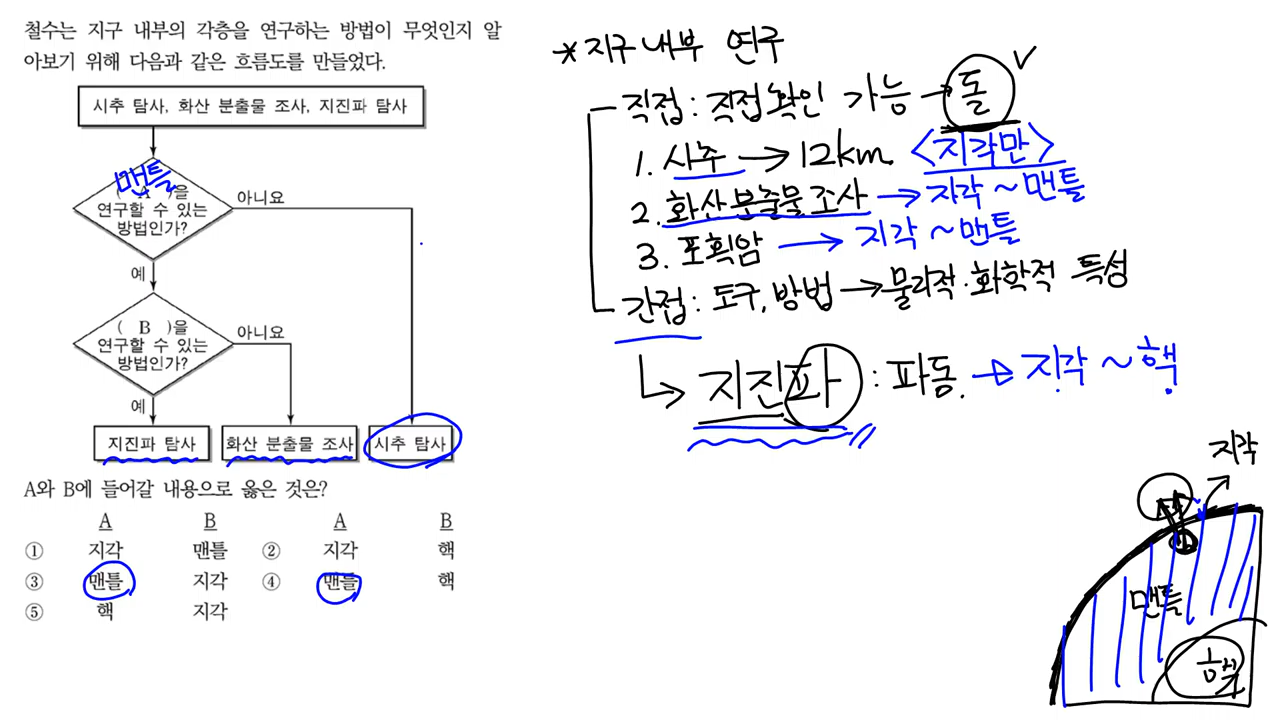 철수는 지구 내부의 각층을 연구하는 방법이 무엇인지 알
아보기 위해 다음과 같은 흐름도를 만들었다.
시추 탐사, 화산 분출물 조사, 지진파 탐사
맨틀
( A )을
연구할 수 있는
방법인가?
아니요
예
( B )을
연구할 수 있는
방법인가?
아니요
예
지진파 탐사
화산 분출물 조사
시추 탐사
A와 B에 들어갈 내용으로 옳은 것은?
A B A B
① 지각 맨틀 ② 지각 핵
③ 맨틀 지각 ④ 맨틀 핵
⑤ 핵 지각
* 지구 내부 연구
직접 : 직접 확인 가능 → 돌 ✓
1. 시추 → 12km. <지각만>
2. 화산분출물 조사 → 지각 ~ 맨틀
3. 포획암 → 지각 ~ 맨틀
간접 : 도구, 방법 → 물리적·화학적 특성
↳ 지진파 : 파동. → 지각 ~ 핵
지각
맨틀
핵